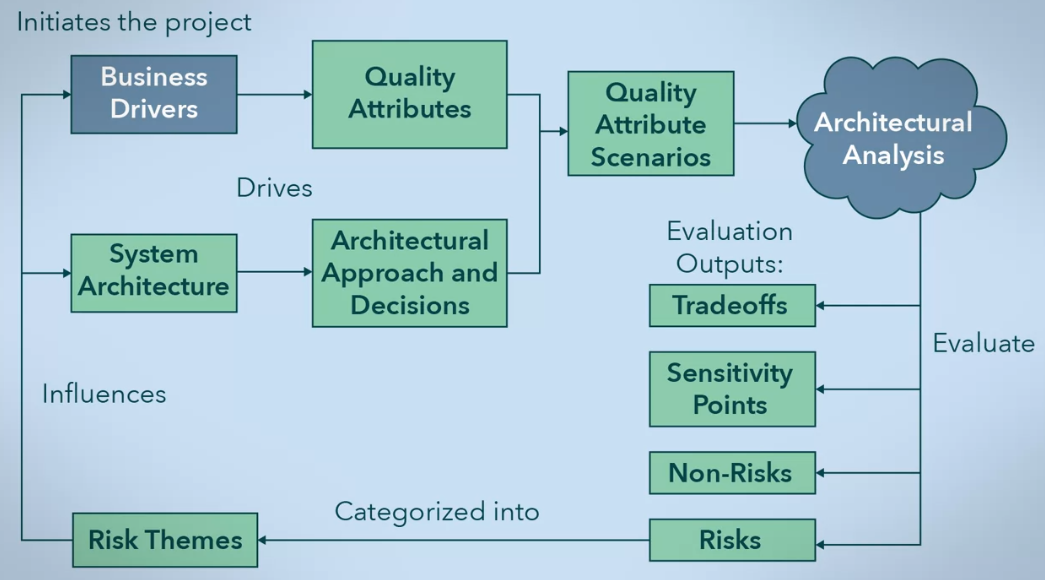 Initiates the project
Business
Drivers
Quality
Attributes
Quality
Attribute
Scenarios
Architectural
Analysis
Drives
System
Architecture
Architectural
Approach and
Decisions
Evaluation
Outputs:
Tradeoffs
Sensitivity
Points
Non-Risks
Risks
Evaluate
Influences
Categorized into
Risk Themes